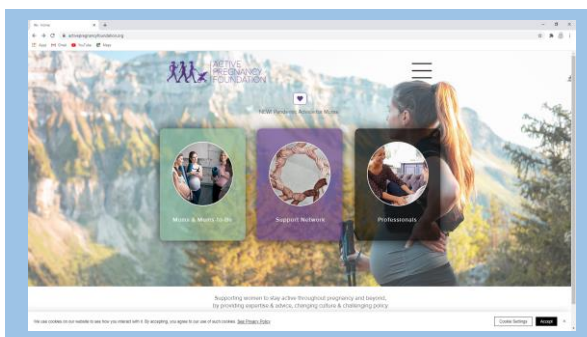 activepregnancyfoundation.org
Apps
Gmail
YouTube
Maps
ACTIVE
PREGNANCY
FOUNDATION
Mums & Mums To-Be
Support Network
Professionals
Supporting women to stay active throughout pregnancy and beyond,
by providing expertise & advice, changing culture & challenging policy.
We use cookies on our website to see how you interact with it. By accepting, you agree to our use of such cookies. See Privacy Policy
Cookie Settings
Accept